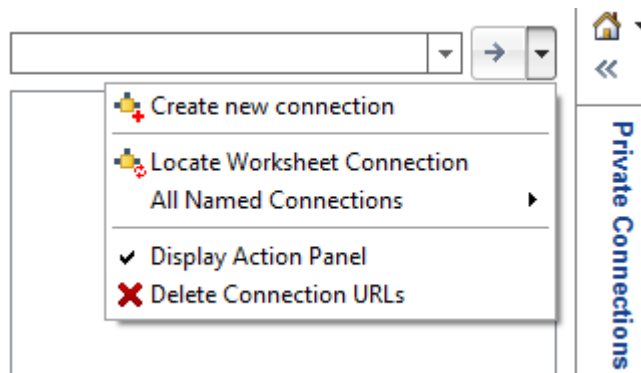 Create new connection
Locate Worksheet Connection
All Named Connections
Display Action Panel
Delete Connection URLs
Private Connections